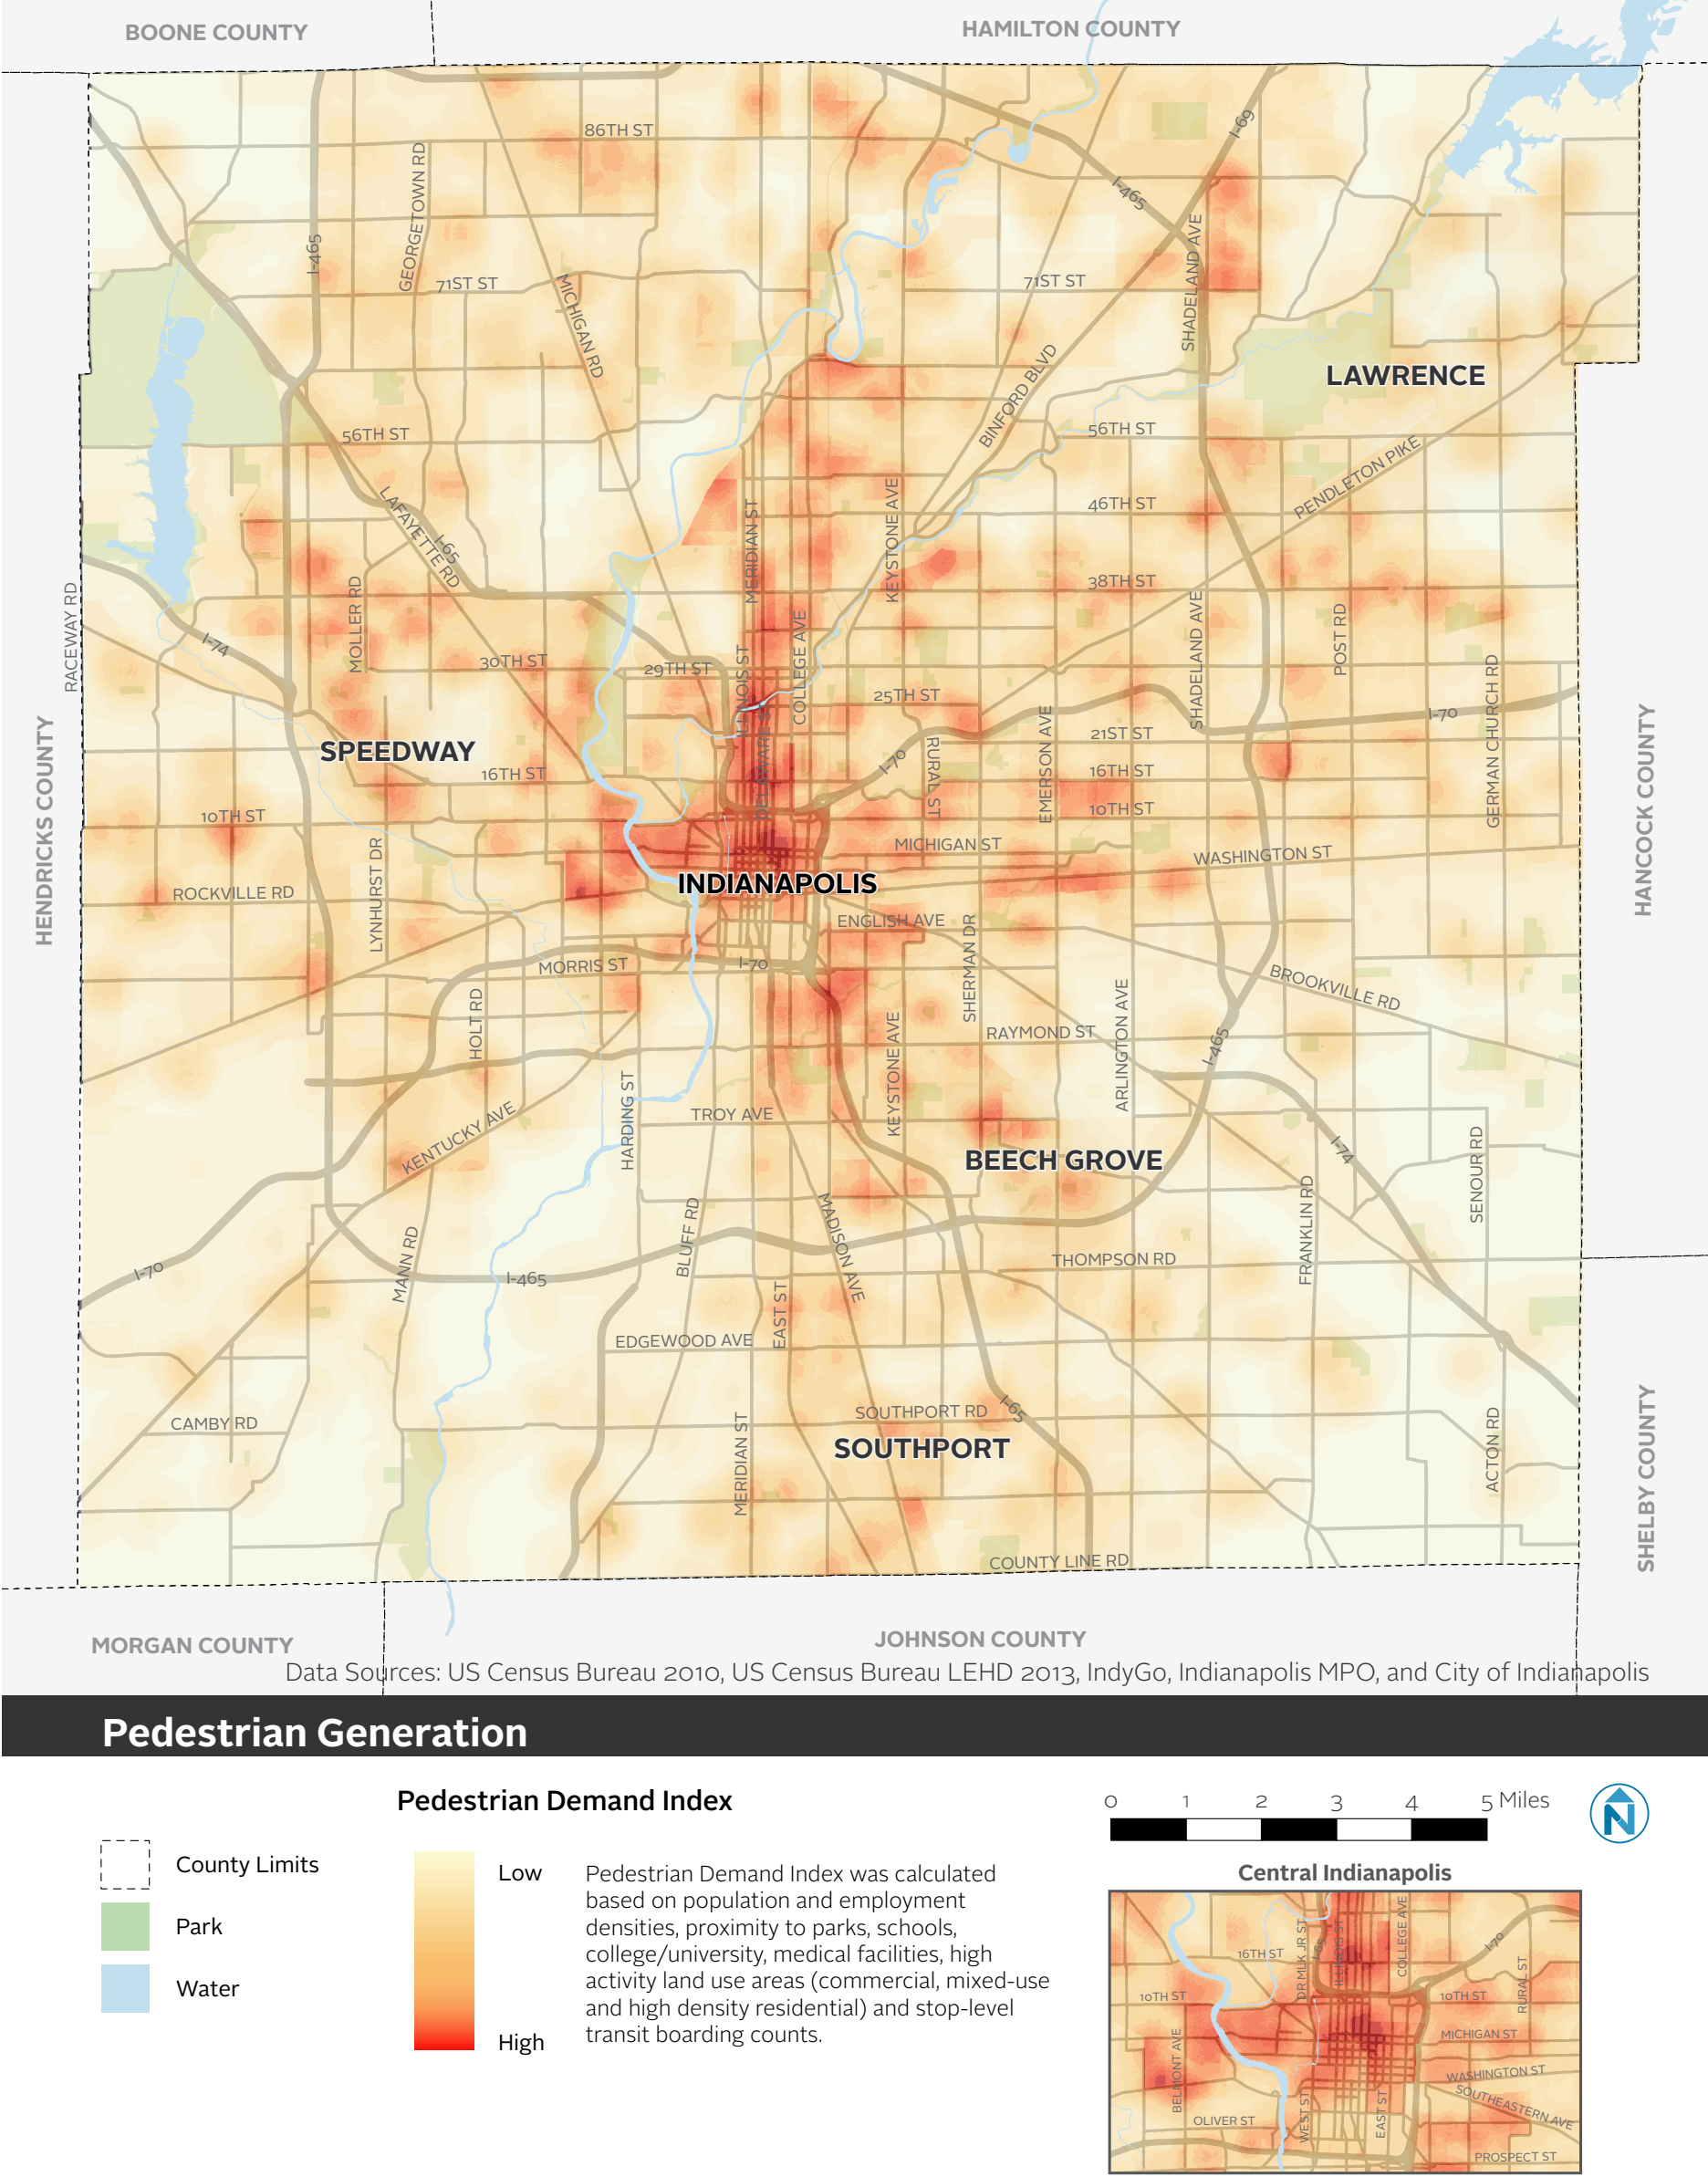 BOONE COUNTY
HAMILTON COUNTY
86TH ST
I-69
GEORGETOWN RD
I-465
I-465
SHADELAND AVE
71ST ST
MICHIGAN RD
71ST ST
BINFORD BLVD
LAWRENCE
56TH ST
56TH ST
PENDLETON PIKE
LAFAYETTE RD
I-65
46TH ST
MERIDIAN ST
KEYSTONE AVE
38TH ST
RACEWAY RD
MOLLER RD
I-74
30TH ST
29TH ST
ILLINOIS ST
COLLEGE AVE
25TH ST
SHADELAND AVE
POST RD
GERMAN CHURCH RD
I-70
HENDRICKS COUNTY
SPEEDWAY
16TH ST
DELAWARE ST
I-70
RURAL ST
EMERSON AVE
21ST ST
16TH ST
10TH ST
HANCOCK COUNTY
10TH ST
MICHIGAN ST
WASHINGTON ST
INDIANAPOLIS
ROCKVILLE RD
LYNHURST DR
ENGLISH AVE
SHERMAN DR
MORRIS ST
I-70
BROOKVILLE RD
HOLT RD
KEYSTONE AVE
RAYMOND ST
ARLINGTON AVE
I-465
KENTUCKY AVE
HARDING ST
TROY AVE
I-74
SENOUR RD
BEECH GROVE
FRANKLIN RD
MANN RD
BLUFF RD
MADISON AVE
THOMPSON RD
I-70
I-465
EAST ST
EDGEWOOD AVE
CAMBY RD
SOUTHPORT RD
I-65
SOUTHPORT
MERIDIAN ST
ACTON RD
SHELBY COUNTY
COUNTY LINE RD
MORGAN COUNTY
JOHNSON COUNTY
Data Sources: US Census Bureau 2010, US Census Bureau LEHD 2013, IndyGo, Indianapolis MPO, and City of Indianapolis
Pedestrian Generation
County Limits
Park
Water
Pedestrian Demand Index
Low
High
Pedestrian Demand Index was calculated
based on population and employment
densities, proximity to parks, schools,
college/university, medical facilities, high
activity land use areas (commercial, mixed-use
and high density residential) and stop-level
transit boarding counts.
0 1 2 3 4 5 Miles
N
Central Indianapolis
16TH ST
DR MLK JR ST
I-65
ILLINOIS ST
COLLEGE AVE
I-70
RURAL ST
10TH ST
10TH ST
BELMONT AVE
MICHIGAN ST
WASHINGTON ST
SOUTHEASTERN AVE
OLIVER ST
WEST ST
EAST ST
PROSPECT ST